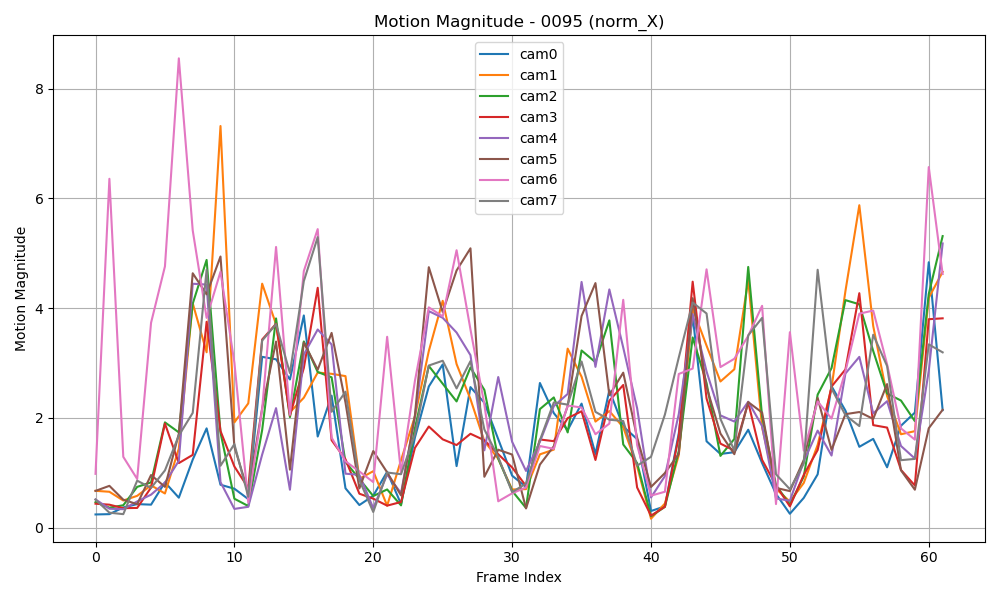 Motion Magnitude - 0095 (norm_X)
cam0
cam1
cam2
cam3
cam4
cam5
cam6
cam7
Motion Magnitude
8
6
4
2
0
0 10 20 30 40 50 60
Frame Index